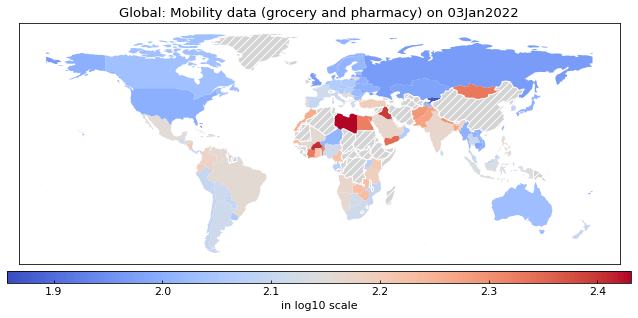 Global: Mobility data (grocery and pharmacy) on 03Jan2022
1.9 2.0 2.1 2.2 2.3 2.4
in log10 scale